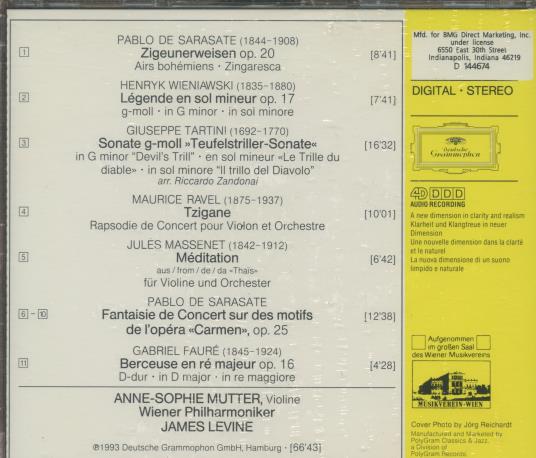 PABLO DE SARASATE (1844-1908)
1 Zigeunerweisen op. 20 [8'41]
Airs bohémiens · Zingaresca
HENRYK WIENIAWSKI (1835-1880)
2 Légende en sol mineur op. 17 [7'41]
g-moll · in G minor · in sol minore
GIUSEPPE TARTINI (1692-1770)
3 Sonate g-moll »Teufelstriller-Sonate« [16'32]
in G minor "Devil's Trill" · en sol mineur «Le Trille du
diable» · in sol minore "Il trillo del Diavolo"
arr. Riccardo Zandonai
MAURICE RAVEL (1875-1937)
4 Tzigane [10'01]
Rapsodie de Concert pour Violon et Orchestre
JULES MASSENET (1842-1912)
5 Méditation [6'42]
aus / from / de / da «Thaïs»
für Violine und Orchester
PABLO DE SARASATE
6 - 10 Fantaisie de Concert sur des motifs [12'38]
de l'opéra «Carmen», op. 25
GABRIEL FAURÉ (1845-1924)
11 Berceuse en ré majeur op. 16 [4'28]
D-dur · in D major · in re maggiore
ANNE-SOPHIE MUTTER, Violine
Wiener Philharmoniker
JAMES LEVINE
℗1993 Deutsche Grammophon GmbH, Hamburg · [66'43]
Mfd. for BMG Direct Marketing, Inc.
under license
6550 East 30th Street
Indianapolis, Indiana 46219
D 144674
DIGITAL · STEREO
Deutsche
Grammophon
4D DDD
AUDIO RECORDING
A new dimension in clarity and realism
Klarheit und Klangtreue in neuer
Dimension
Une nouvelle dimension dans la clarté
et le naturel
La nuova dimensione di un suono
limpido e naturale
Aufgenommen
im großen Saal
des Wiener Musikvereins
MUSIKVEREIN-WIEN
Cover Photo by Jörg Reichardt
Manufactured and Marketed by
PolyGram Classics & Jazz,
a Division of
PolyGram Records